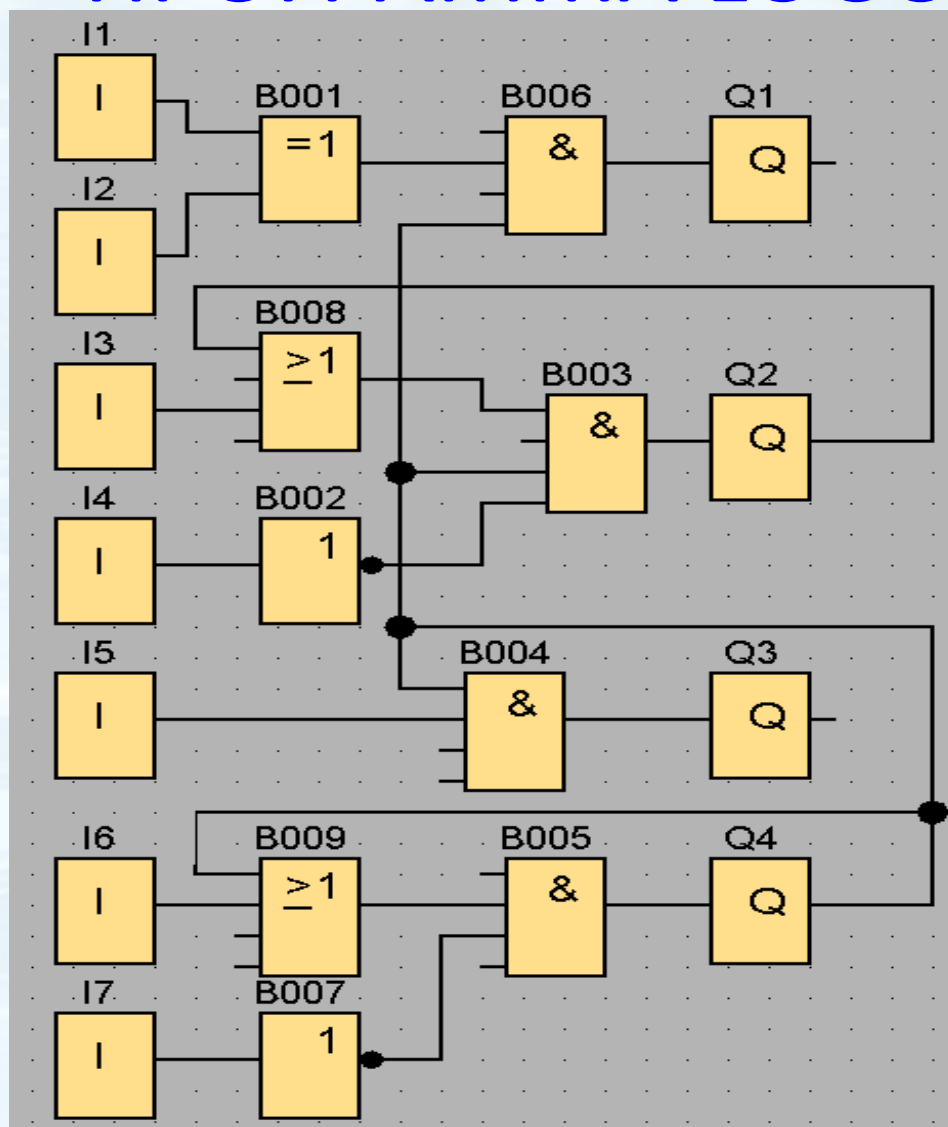 I1
I
B001
=1
B006
&
Q1
Q
I2
I
B008
≥1
I3
I
B003
&
Q2
Q
I4
I
B002
1
I5
I
B004
&
Q3
Q
I6
I
B009
≥1
B005
&
Q4
Q
I7
I
B007
1